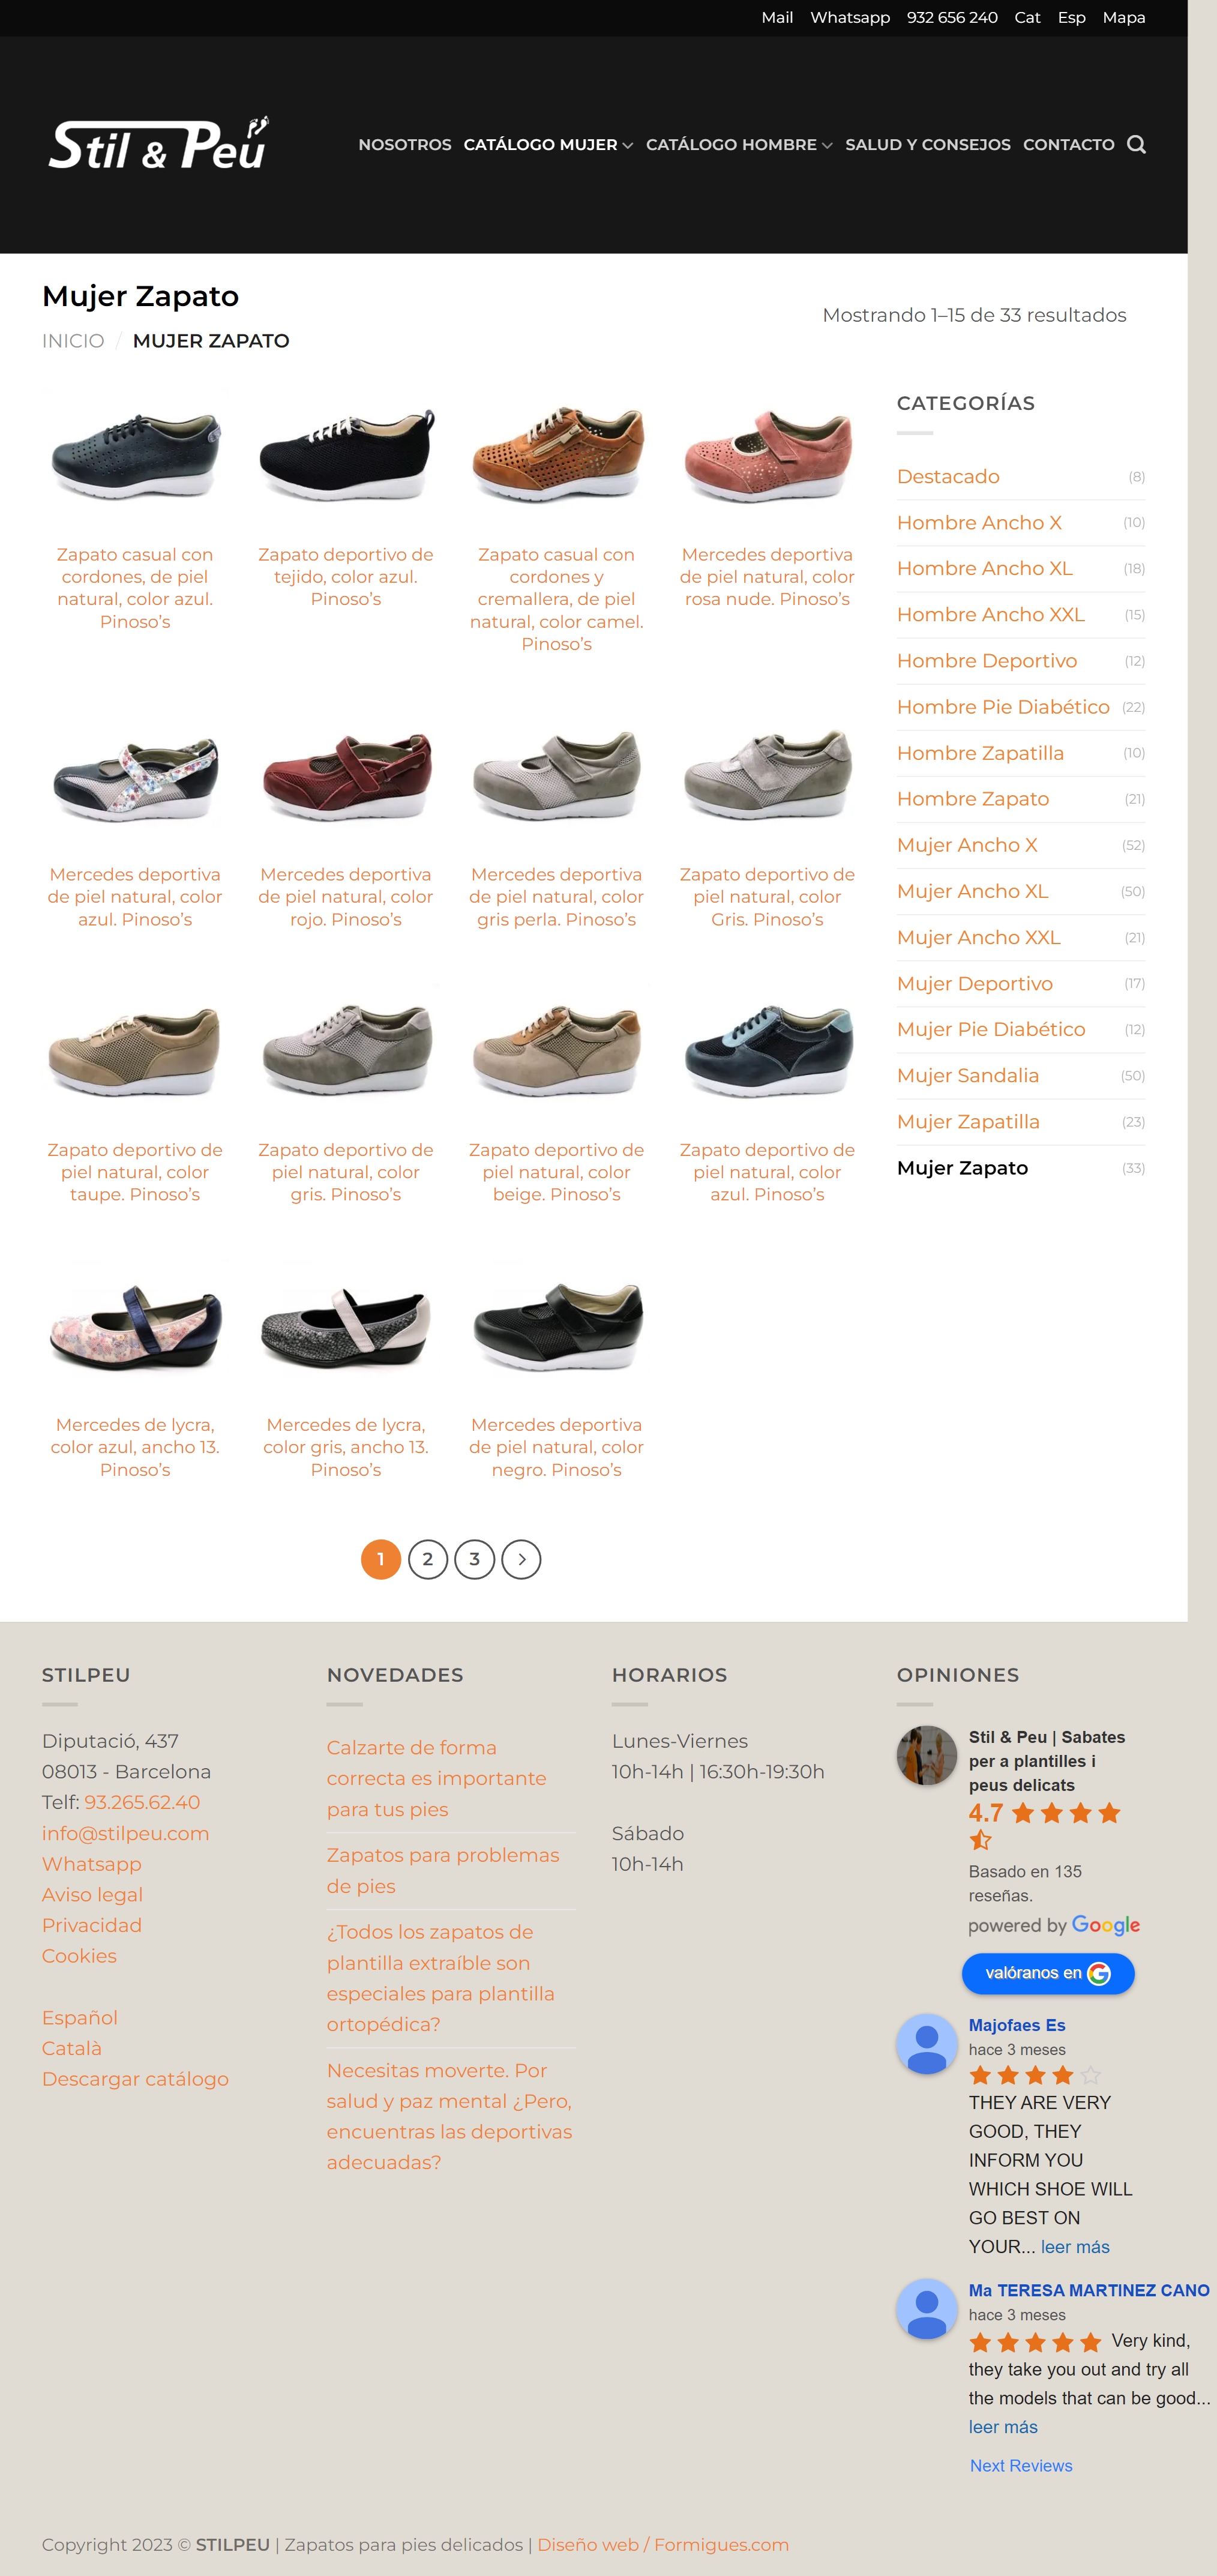 Mail Whatsapp 932 656 240 Cat Esp Mapa
Stil & Peu
NOSOTROS CATÁLOGO MUJER CATÁLOGO HOMBRE SALUD Y CONSEJOS CONTACTO
Mujer Zapato
INICIO / MUJER ZAPATO
Mostrando 1–15 de 33 resultados
Zapato casual con
cordones, de piel
natural, color azul.
Pinoso’s
Zapato deportivo de
tejido, color azul.
Pinoso’s
Zapato casual con
cordones y
cremallera, de piel
natural, color camel.
Pinoso’s
Mercedes deportiva
de piel natural, color
rosa nude. Pinoso’s
Mercedes deportiva
de piel natural, color
azul. Pinoso’s
Mercedes deportiva
de piel natural, color
rojo. Pinoso’s
Mercedes deportiva
de piel natural, color
gris perla. Pinoso’s
Zapato deportivo de
piel natural, color
Gris. Pinoso’s
Zapato deportivo de
piel natural, color
taupe. Pinoso’s
Zapato deportivo de
piel natural, color
gris. Pinoso’s
Zapato deportivo de
piel natural, color
beige. Pinoso’s
Zapato deportivo de
piel natural, color
azul. Pinoso’s
Mercedes de lycra,
color azul, ancho 13.
Pinoso’s
Mercedes de lycra,
color gris, ancho 13.
Pinoso’s
Mercedes deportiva
de piel natural, color
negro. Pinoso’s
1 2 3
CATEGORÍAS
Destacado (8)
Hombre Ancho X (10)
Hombre Ancho XL (18)
Hombre Ancho XXL (15)
Hombre Deportivo (12)
Hombre Pie Diabético (22)
Hombre Zapatilla (10)
Hombre Zapato (21)
Mujer Ancho X (52)
Mujer Ancho XL (50)
Mujer Ancho XXL (21)
Mujer Deportivo (17)
Mujer Pie Diabético (12)
Mujer Sandalia (50)
Mujer Zapatilla (23)
Mujer Zapato (33)
STILPEU
Diputació, 437
08013 - Barcelona
Telf: 93.265.62.40
info@stilpeu.com
Whatsapp
Aviso legal
Privacidad
Cookies
Español
Català
Descargar catálogo
NOVEDADES
Calzarte de forma
correcta es importante
para tus pies
Zapatos para problemas
de pies
¿Todos los zapatos de
plantilla extraíble son
especiales para plantilla
ortopédica?
Necesitas moverte. Por
salud y paz mental ¿Pero,
encuentras las deportivas
adecuadas?
HORARIOS
Lunes-Viernes
10h-14h | 16:30h-19:30h
Sábado
10h-14h
OPINIONES
Stil & Peu | Sabates
per a plantilles i
peus delicats
4.7
Basado en 135
reseñas.
powered by Google
valóranos en G
Majofaes Es
hace 3 meses
THEY ARE VERY
GOOD, THEY
INFORM YOU
WHICH SHOE WILL
GO BEST ON
YOUR... leer más
Ma TERESA MARTINEZ CANO
hace 3 meses
Very kind,
they take you out and try all
the models that can be good...
leer más
Next Reviews
Copyright 2023 © STILPEU | Zapatos para pies delicados | Diseño web / Formigues.com